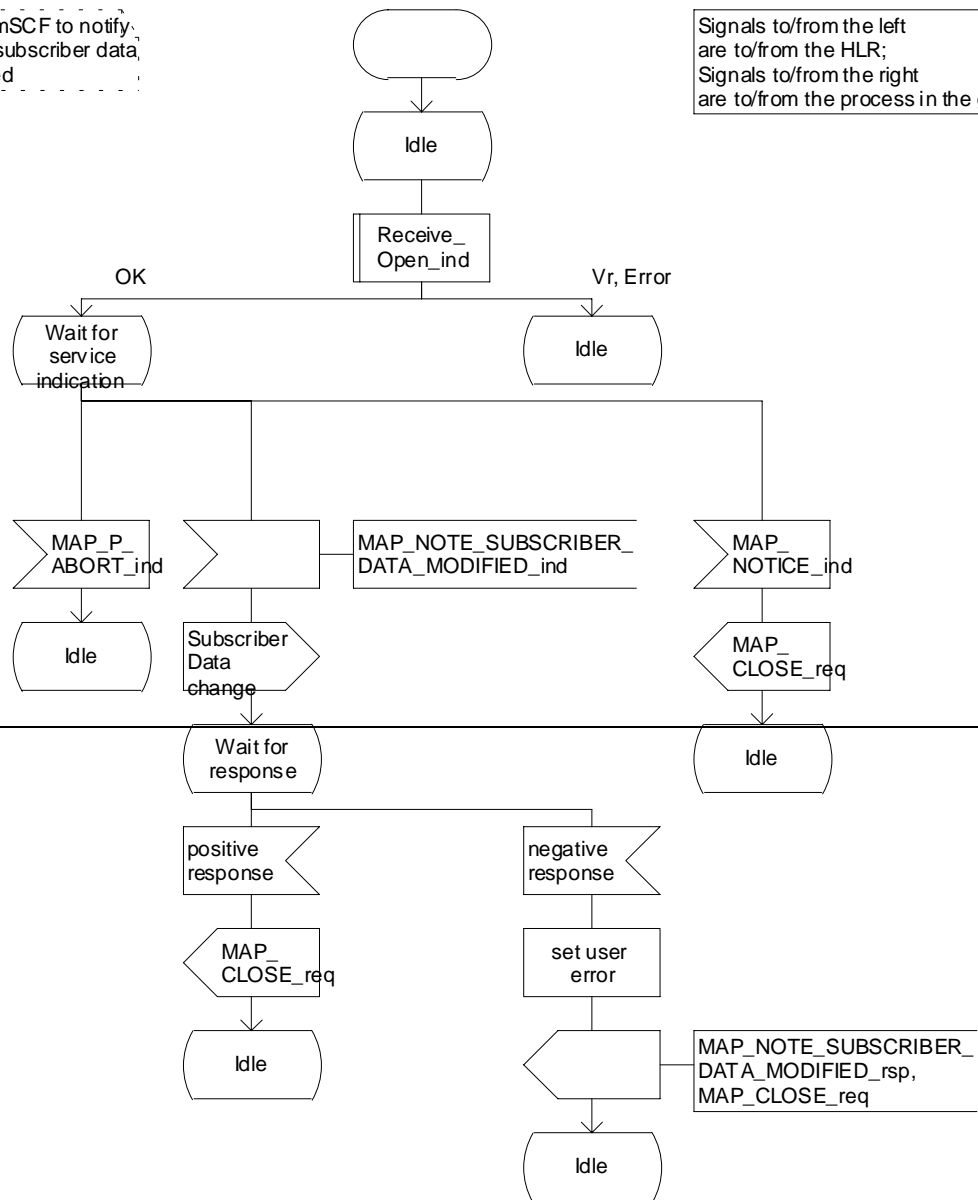 mSCF to notify
subscriber data
ed
Signals to/from the left
are to/from the HLR;
Signals to/from the right
are to/from the process in the
Idle
Receive_
Open_ind
OK
Vr, Error
Wait for
service
indication
Idle
MAP_P_
ABORT_ind
MAP_NOTE_SUBSCRIBER_
DATA_MODIFIED_ind
MAP_
NOTICE_ind
Idle
Subscriber
Data
change
MAP_
CLOSE_req
Wait for
response
Idle
positive
response
negative
response
MAP_
CLOSE_req
set user
error
Idle
MAP_NOTE_SUBSCRIBER_
DATA_MODIFIED_rsp,
MAP_CLOSE_req
Idle